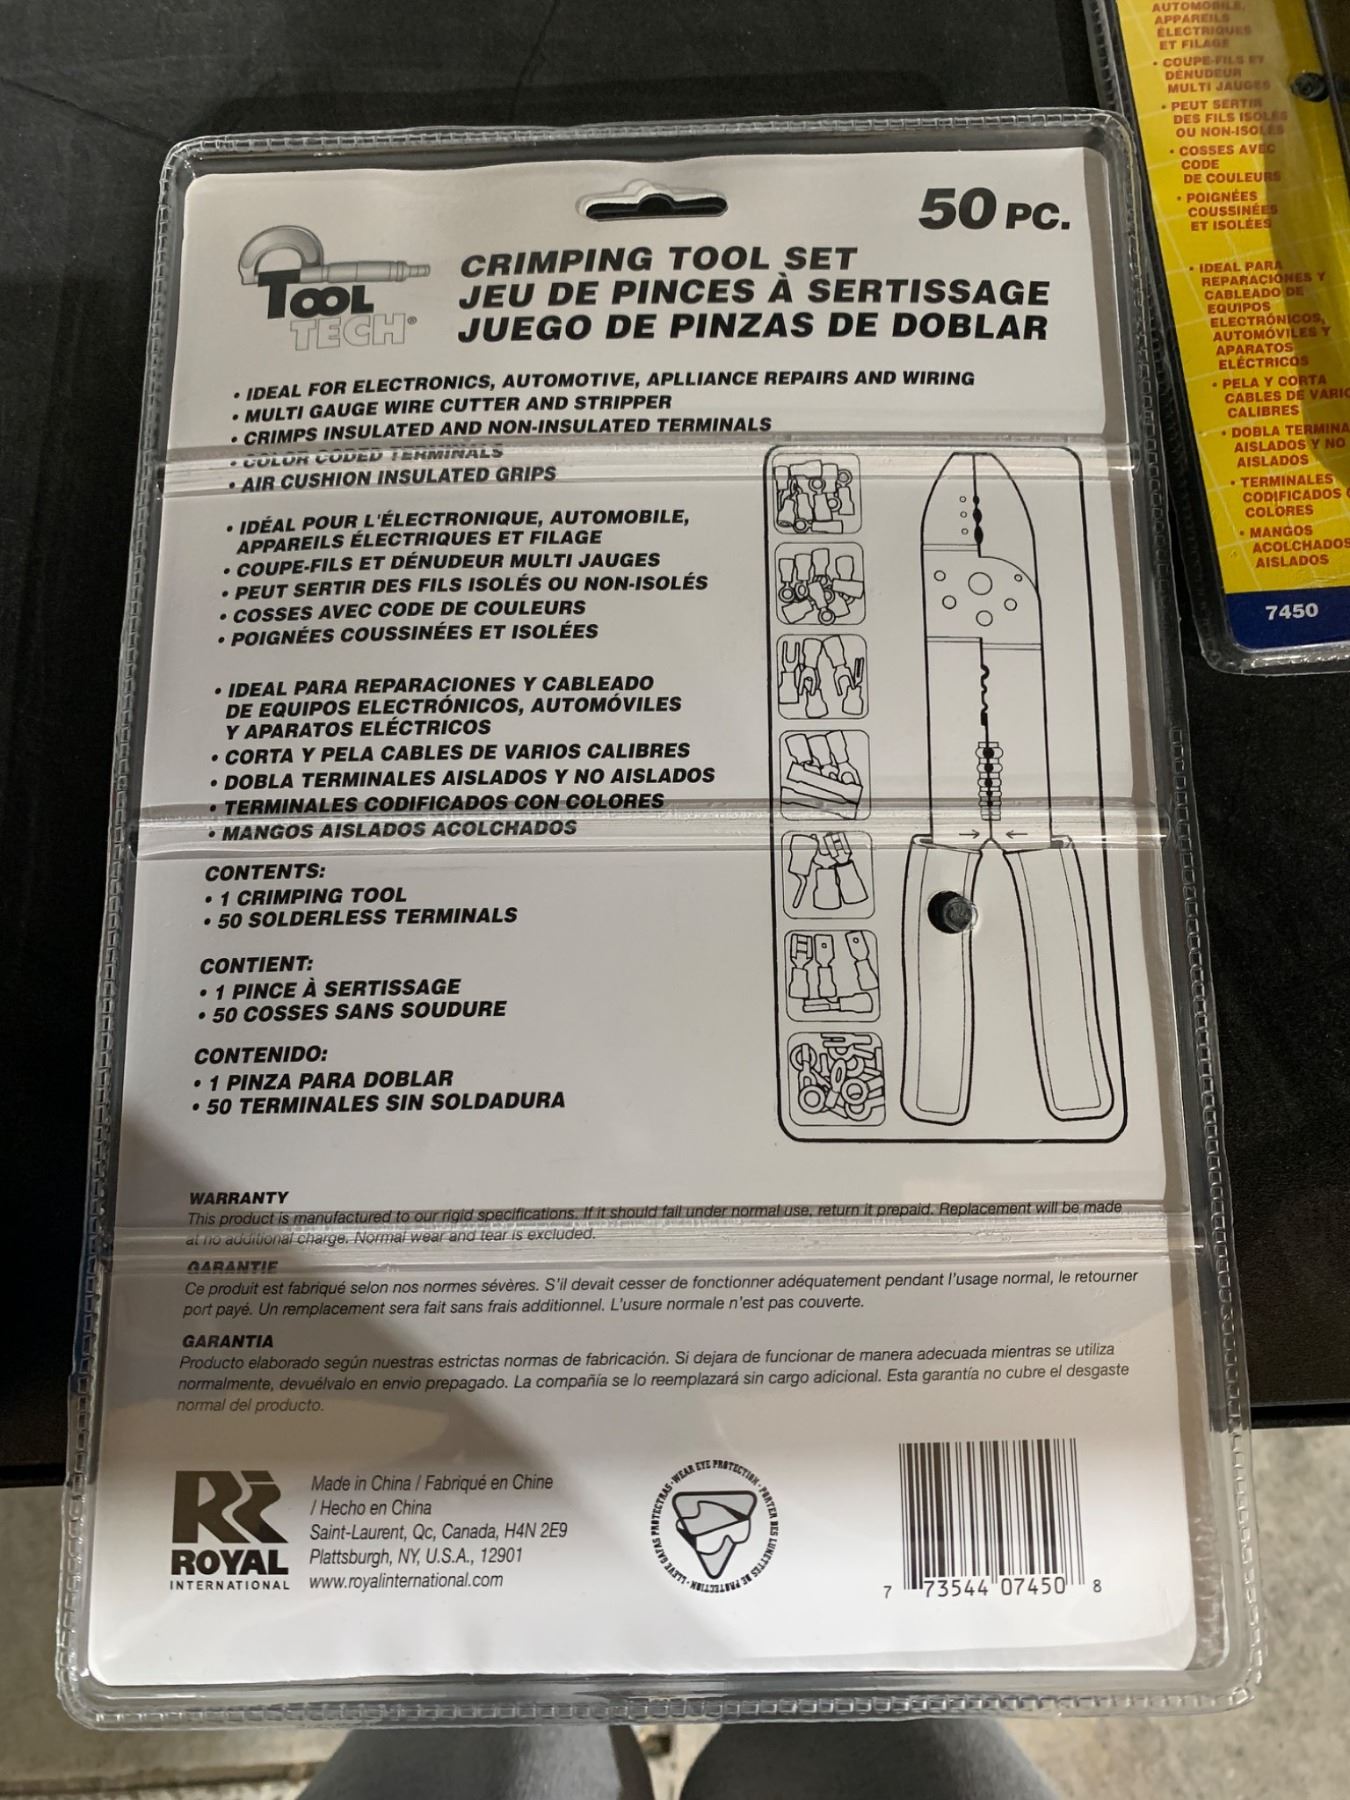 50 PC.
TOOL
TECH®
CRIMPING TOOL SET
JEU DE PINCES À SERTISSAGE
JUEGO DE PINZAS DE DOBLAR
• IDEAL FOR ELECTRONICS, AUTOMOTIVE, APLLIANCE REPAIRS AND WIRING
• MULTI GAUGE WIRE CUTTER AND STRIPPER
• CRIMPS INSULATED AND NON-INSULATED TERMINALS
• COLOR CODED TERMINALS
• AIR CUSHION INSULATED GRIPS
• IDÉAL POUR L'ÉLECTRONIQUE, AUTOMOBILE,
APPAREILS ÉLECTRIQUES ET FILAGE
• COUPE-FILS ET DÉNUDEUR MULTI JAUGES
• PEUT SERTIR DES FILS ISOLÉS OU NON-ISOLÉS
• COSSES AVEC CODE DE COULEURS
• POIGNÉES COUSSINÉES ET ISOLÉES
• IDEAL PARA REPARACIONES Y CABLEADO
DE EQUIPOS ELECTRÓNICOS, AUTOMÓVILES
Y APARATOS ELÉCTRICOS
• CORTA Y PELA CABLES DE VARIOS CALIBRES
• DOBLA TERMINALES AISLADOS Y NO AISLADOS
• TERMINALES CODIFICADOS CON COLORES
• MANGOS AISLADOS ACOLCHADOS
CONTENTS:
• 1 CRIMPING TOOL
• 50 SOLDERLESS TERMINALS
CONTIENT:
• 1 PINCE À SERTISSAGE
• 50 COSSES SANS SOUDURE
CONTENIDO:
• 1 PINZA PARA DOBLAR
• 50 TERMINALES SIN SOLDADURA
WARRANTY
This product is manufactured to our rigid specifications. If it should fail under normal use, return it prepaid. Replacement will be made
at no additional charge. Normal wear and tear is excluded.
GARANTIE
Ce produit est fabriqué selon nos normes sévères. S'il devait cesser de fonctionner adéquatement pendant l'usage normal, le retourner
port payé. Un remplacement sera fait sans frais additionnel. L'usure normale n'est pas couverte.
GARANTIA
Producto elaborado según nuestras estrictas normas de fabricación. Si dejara de funcionar de manera adecuada mientras se utiliza
normalmente, devuélvalo en envio prepagado. La compañía se lo reemplazará sin cargo adicional. Esta garantía no cubre el desgaste
normal del producto.
ROYAL
INTERNATIONAL
Made in China / Fabriqué en Chine
/ Hecho en China
Saint-Laurent, Qc, Canada, H4N 2E9
Plattsburgh, NY, U.S.A., 12901
www.royalinternational.com
• WEAR EYE PROTECTION • PORTER DES LUNETTES DE PROTECTION • LLEVE GAFAS PROTECTRAS
7 73544 07450 8
AUTOMOBILE,
APPAREILS
ÉLECTRIQUES
ET FILAGE
• COUPE-FILS ET
DÉNUDEUR
MULTI JAUGES
• PEUT SERTIR
DES FILS ISOLÉS
OU NON-ISOLÉS
• COSSES AVEC
CODE
DE COULEURS
• POIGNÉES
COUSSINÉES
ET ISOLÉES
• IDEAL PARA
REPARACIONES Y
CABLEADO DE
EQUIPOS
ELECTRÓNICOS,
AUTOMÓVILES Y
APARATOS
ELÉCTRICOS
• PELA Y CORTA
CABLES DE
CALIBRES
• DOBLA
AISLADOS Y NO
AISLADOS
• TERMINALES
CODIFICADOS
COLORES
• MANGOS
ACOLCHADOS
AISLADOS
7450